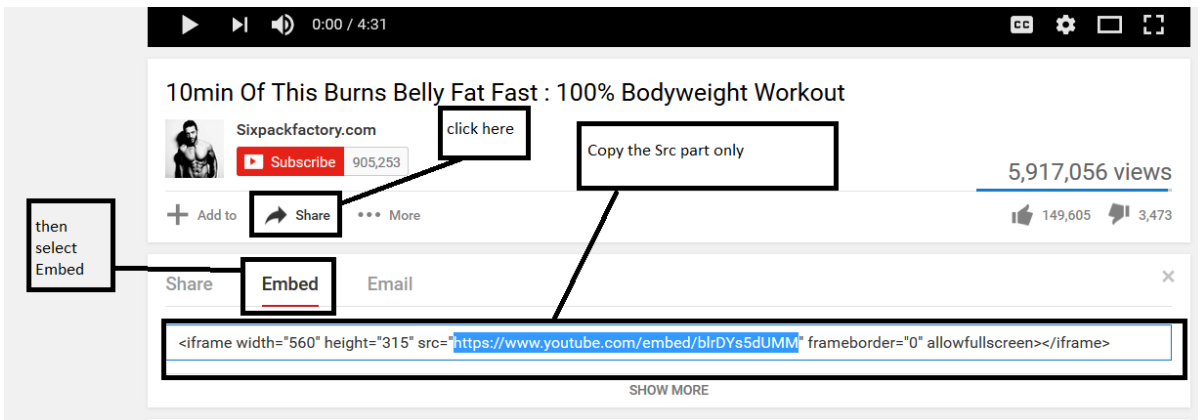 0:00 / 4:31
CC
10min Of This Burns Belly Fat Fast : 100% Bodyweight Workout
Sixpackfactory.com
Subscribe 905,253
click here
Copy the Src part only
5,917,056 views
Add to Share More
149,605 3,473
then
select
Embed
Share Embed Email
<iframe width="560" height="315" src="https://www.youtube.com/embed/blrDYs5dUMM" frameborder="0" allowfullscreen></iframe>
SHOW MORE